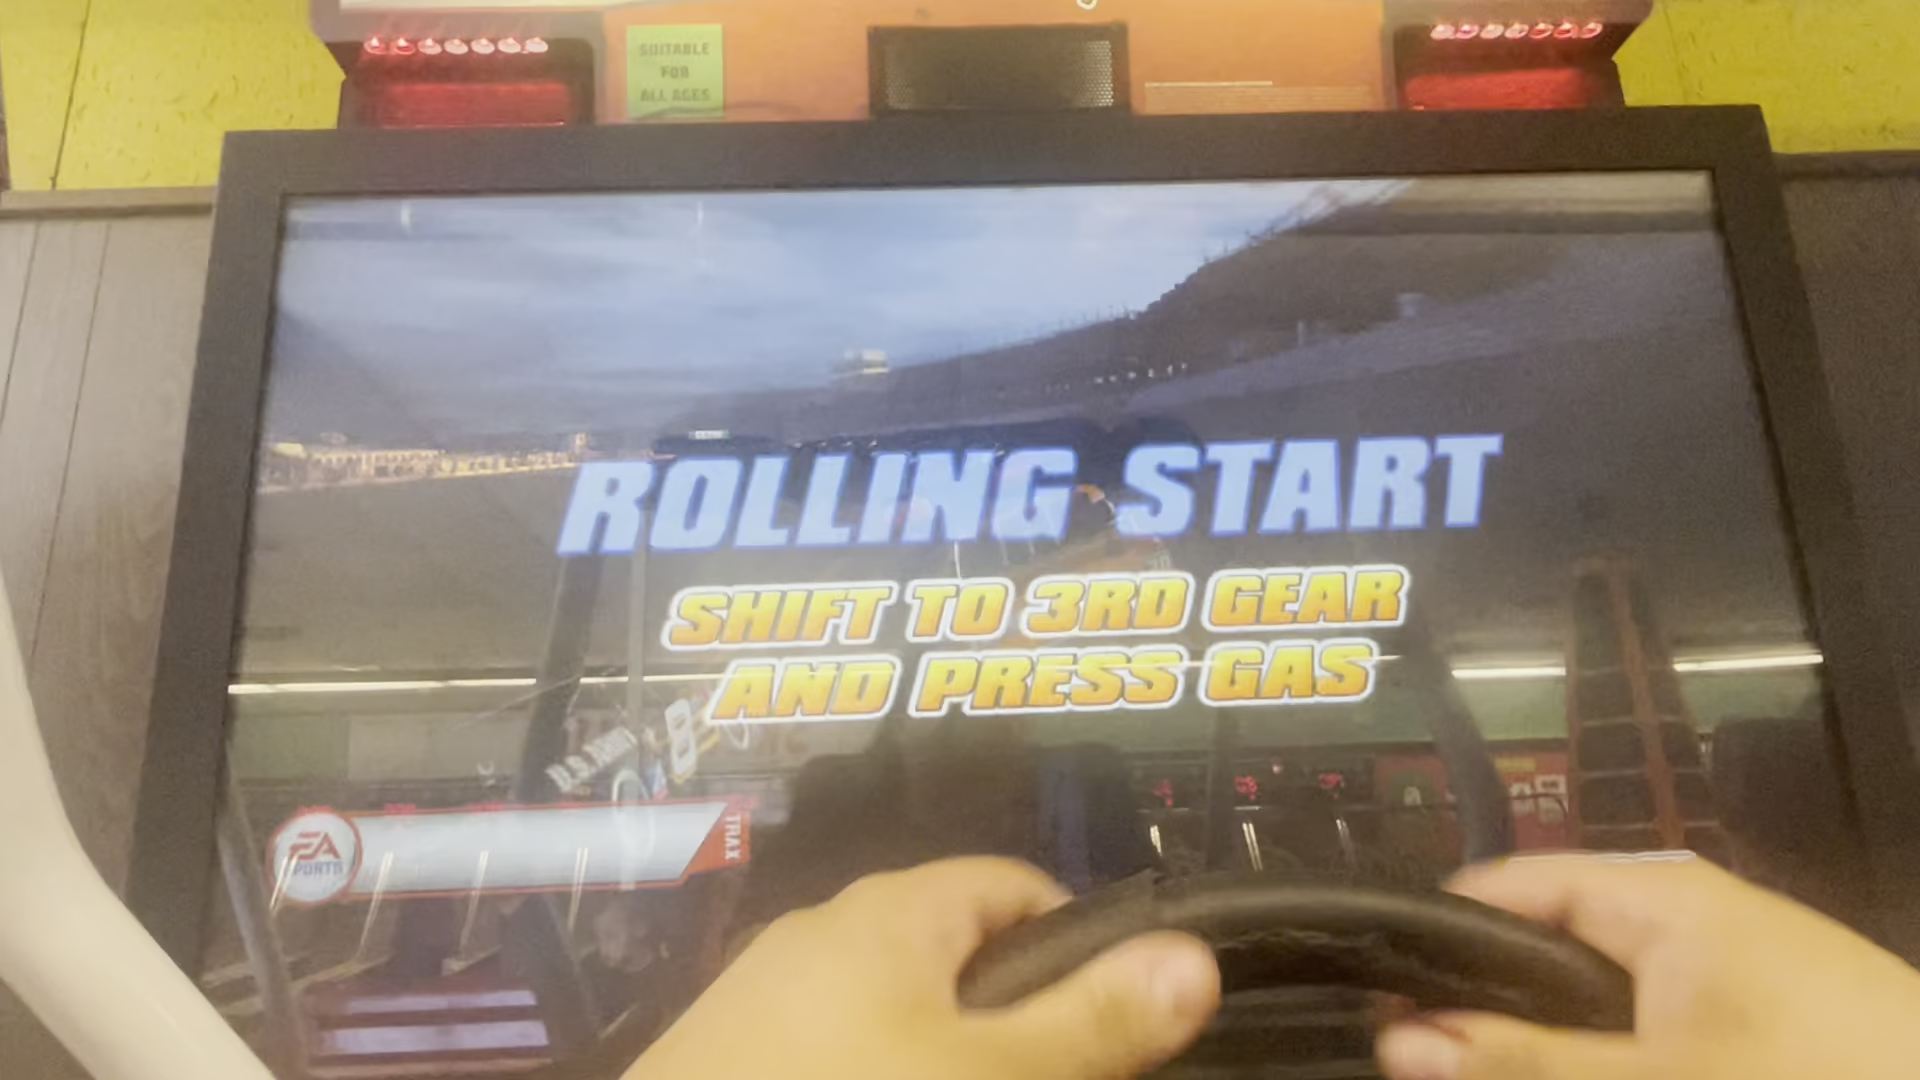 SUITABLE
FOR
ALL AGES
ROLLING START
SHIFT TO 3RD GEAR
AND PRESS GAS
EA
SPORTS
TRAX